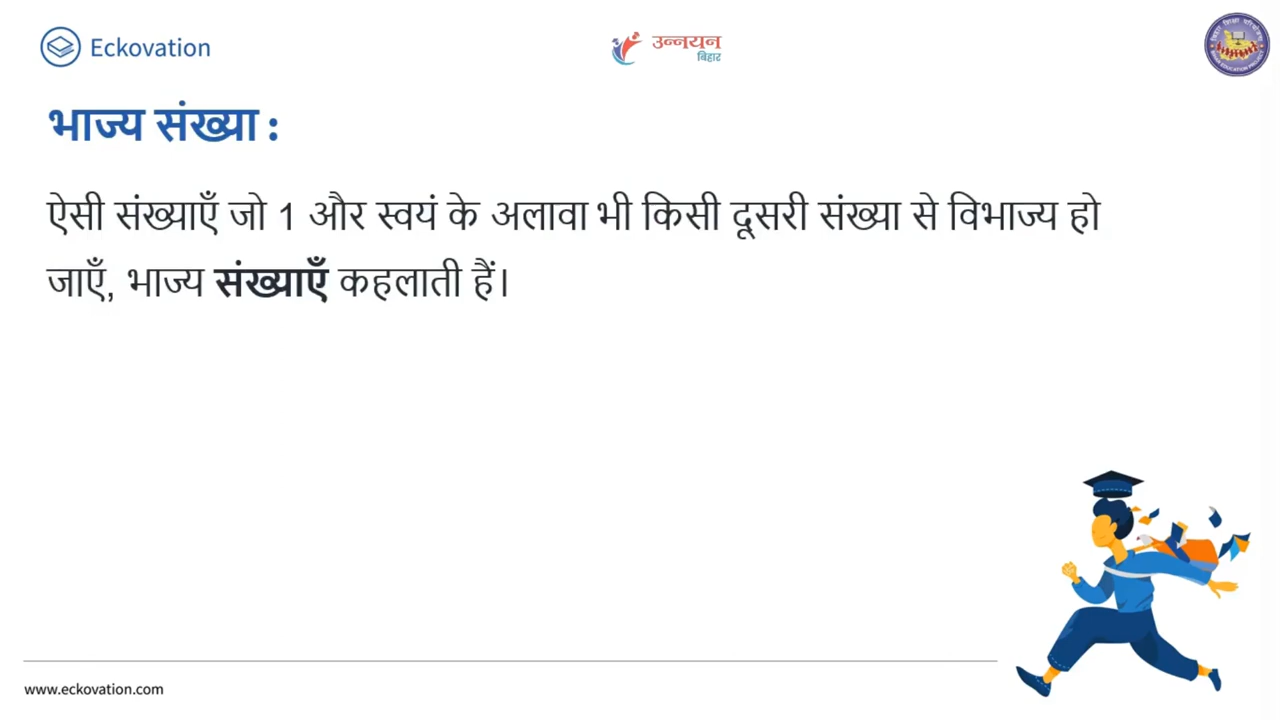 Eckovation
उन्नयन
बिहार
भाज्य संख्या :
ऐसी संख्याएँ जो 1 और स्वयं के अलावा भी किसी दूसरी संख्या से विभाज्य हो
जाएँ, भाज्य संख्याएँ कहलाती हैं।
www.eckovation.com